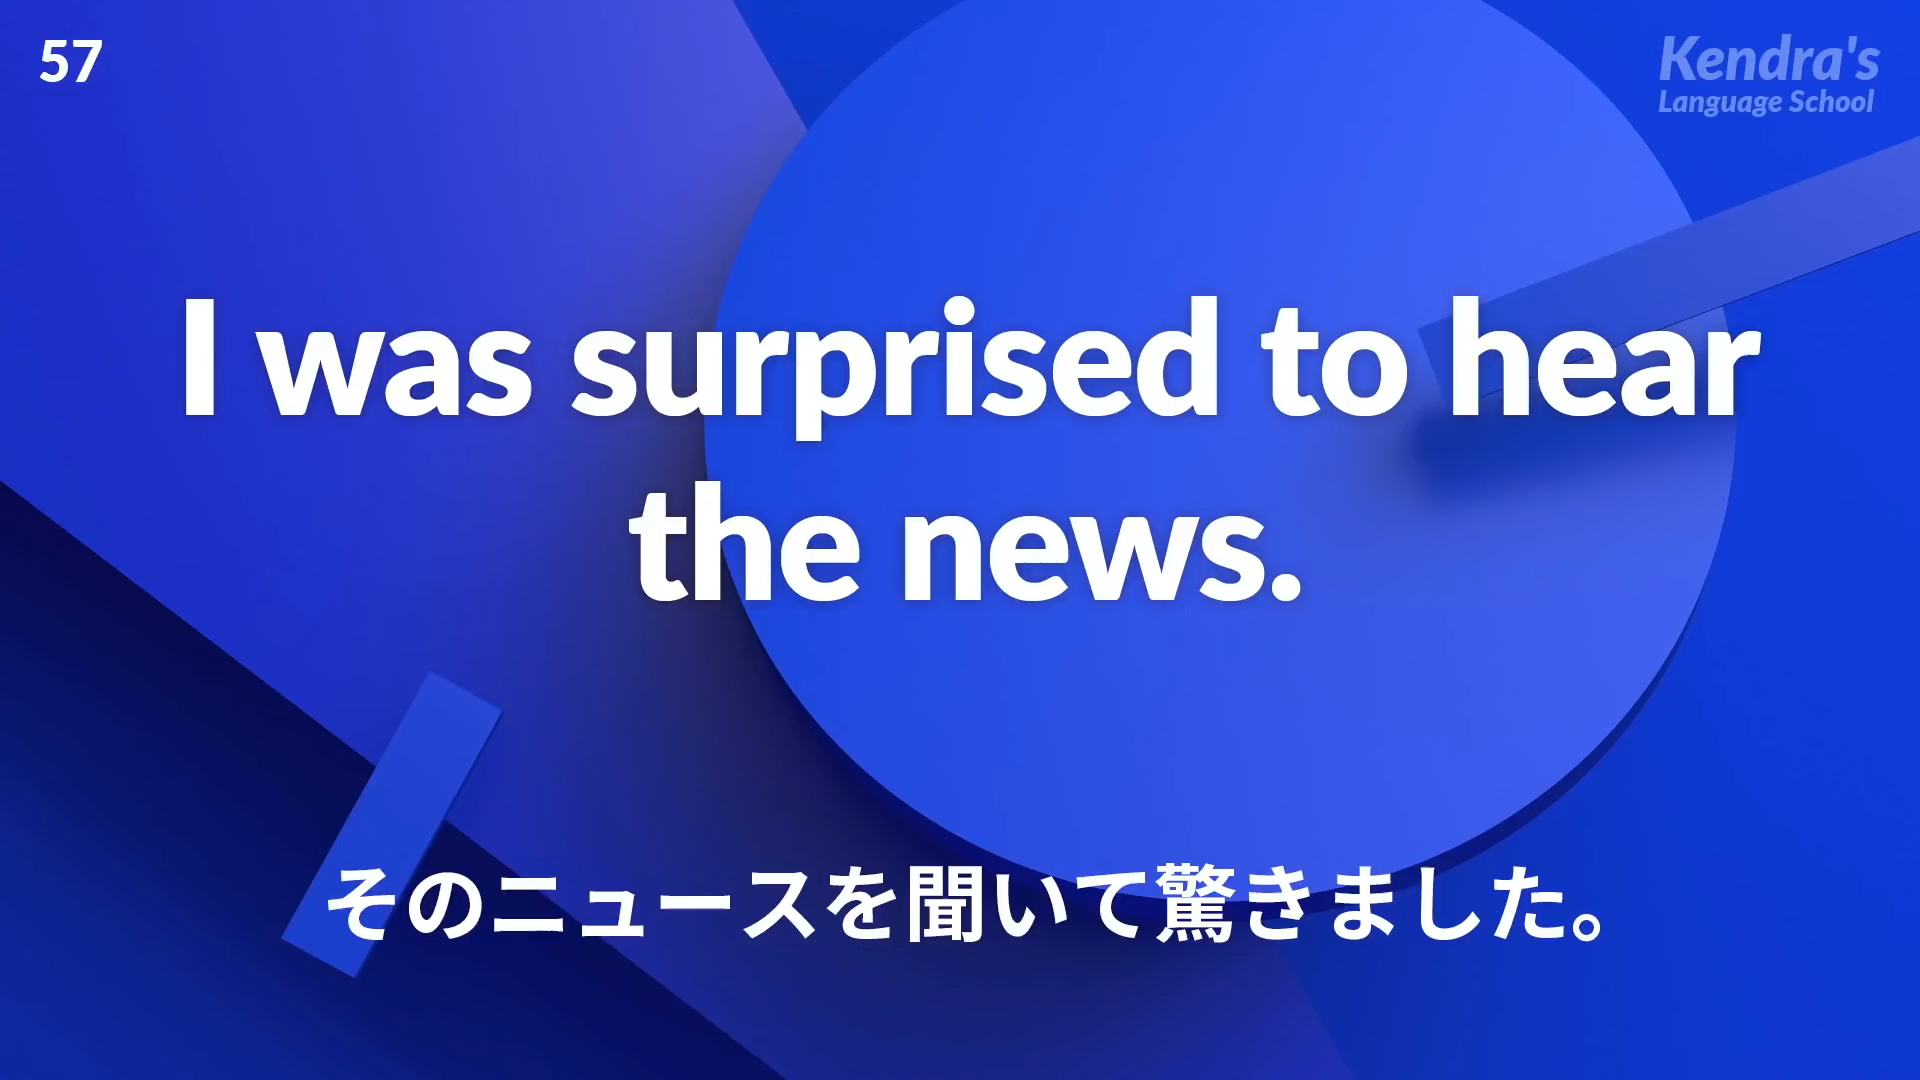 57
Kendra's
Language School
I was surprised to hear
the news.
そのニュースを聞いて驚きました。